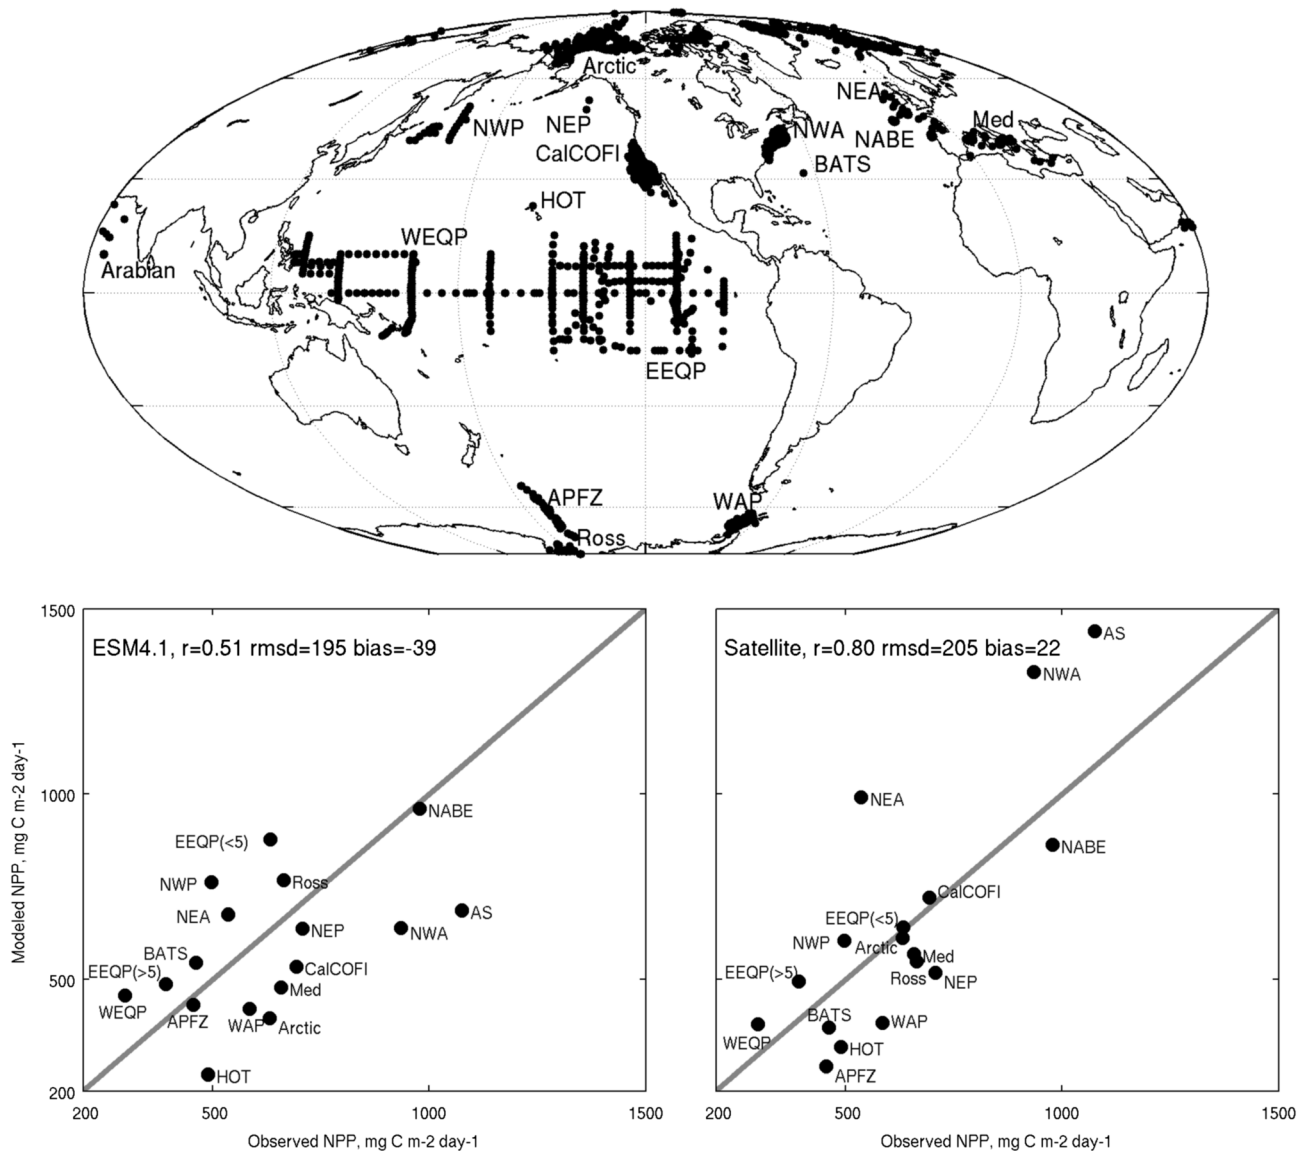 Arctic
NEA
NWP
NEP
NWA
NABE
Med
CalCOFI
BATS
HOT
WEQP
Arabian
EEQP
APFZ
WAP
Ross
1500
1000
500
200
Modeled NPP, mg C m-2 day-1
ESM4.1, r=0.51 rmsd=195 bias=-39
NABE
EEQP(<5)
NWP
Ross
NEA
AS
NEP
NWA
BATS
CalCOFI
EEQP(>5)
Med
WEQP
APFZ
WAP
Arctic
HOT
200
500
1000
1500
Observed NPP, mg C m-2 day-1
Satellite, r=0.80 rmsd=205 bias=22
AS
NWA
NEA
NABE
CalCOFI
EEQP(<5)
NWP
Arctic
Med
EEQP(>5)
Ross
NEP
BATS
WAP
WEQP
HOT
APFZ
200
500
1000
1500
Observed NPP, mg C m-2 day-1